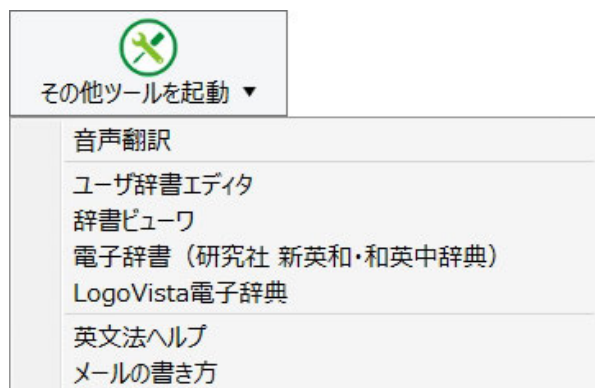 その他ツールを起動 ▼
音声翻訳
ユーザ辞書エディタ
辞書ビューワ
電子辞書（研究社 新英和・和英中辞典）
LogoVista電子辞典
英文法ヘルプ
メールの書き方